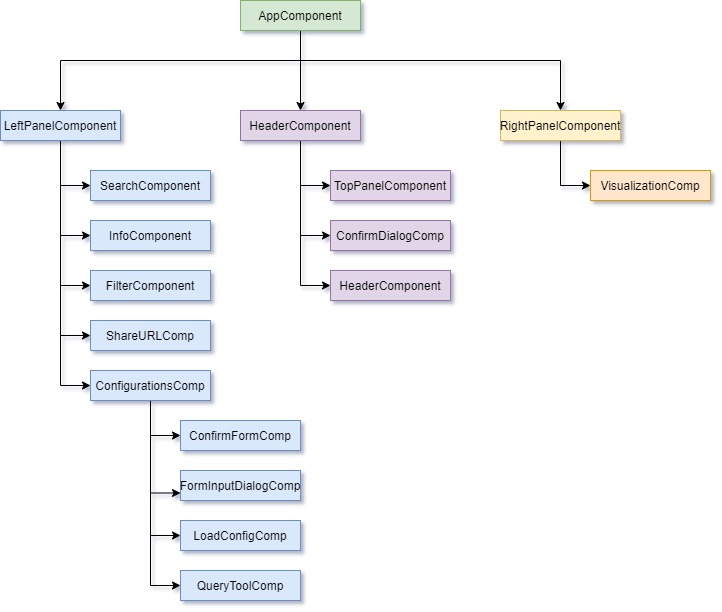 AppComponent
LeftPanelComponent
HeaderComponent
RightPanelComponent
SearchComponent
TopPanelComponent
VisualizationComp
InfoComponent
ConfirmDialogComp
FilterComponent
HeaderComponent
ShareURLComp
ConfigurationsComp
ConfirmFormComp
FormInputDialogComp
LoadConfigComp
QueryToolComp